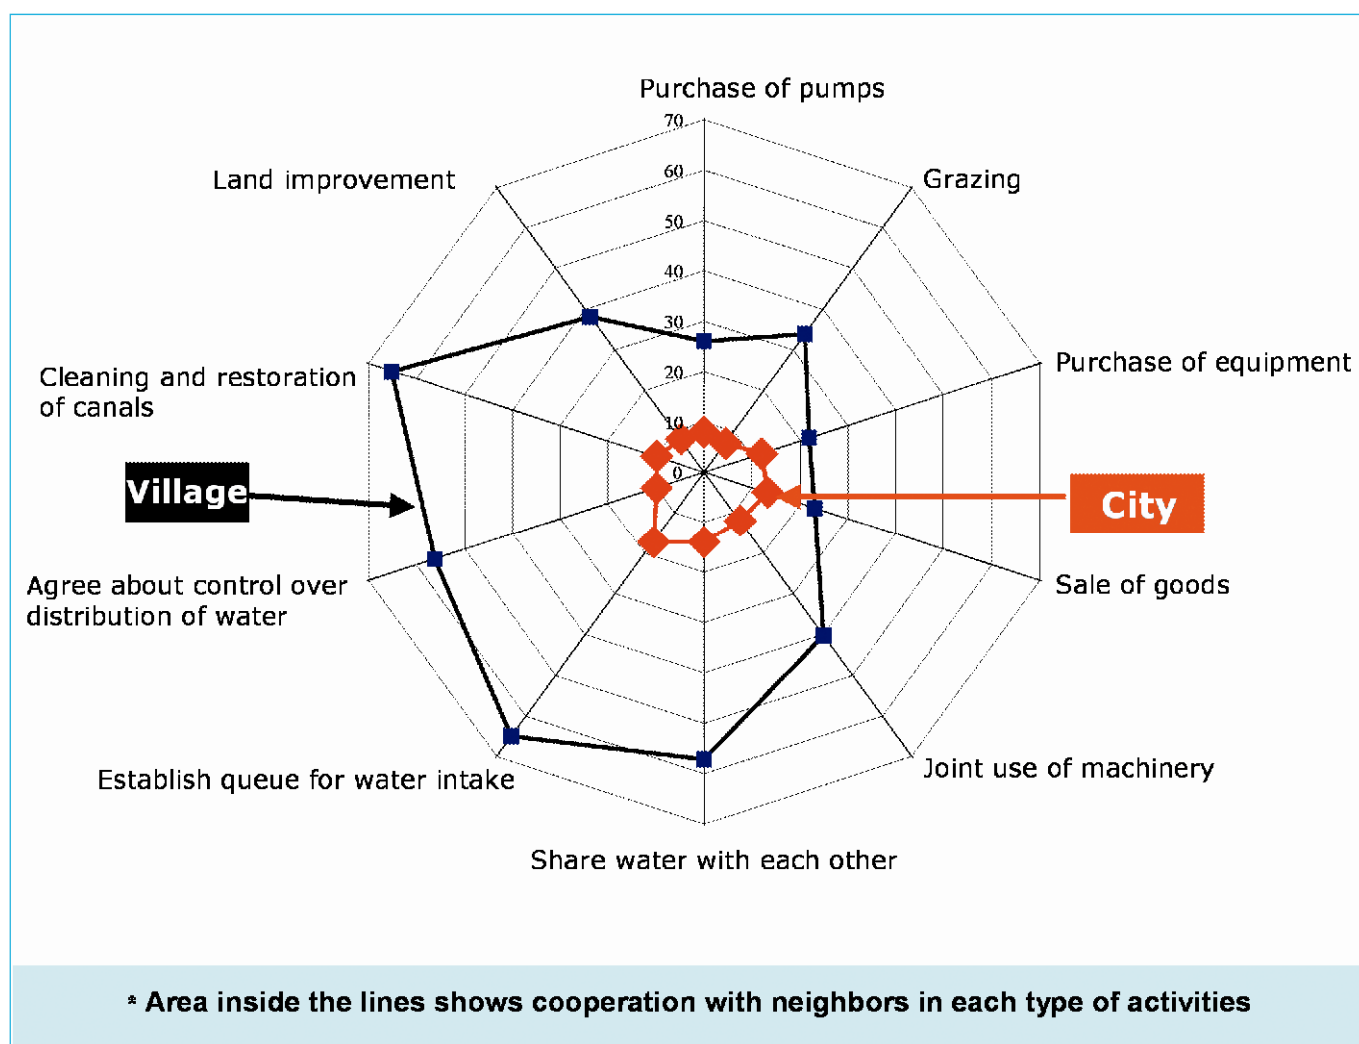 Purchase of pumps
70
Land improvement
Grazing
60
50
40
30
20
10
0
Purchase of equipment
Cleaning and restoration
of canals
Village
City
Agree about control over
distribution of water
Sale of goods
Establish queue for water intake
Joint use of machinery
Share water with each other
* Area inside the lines shows cooperation with neighbors in each type of activities